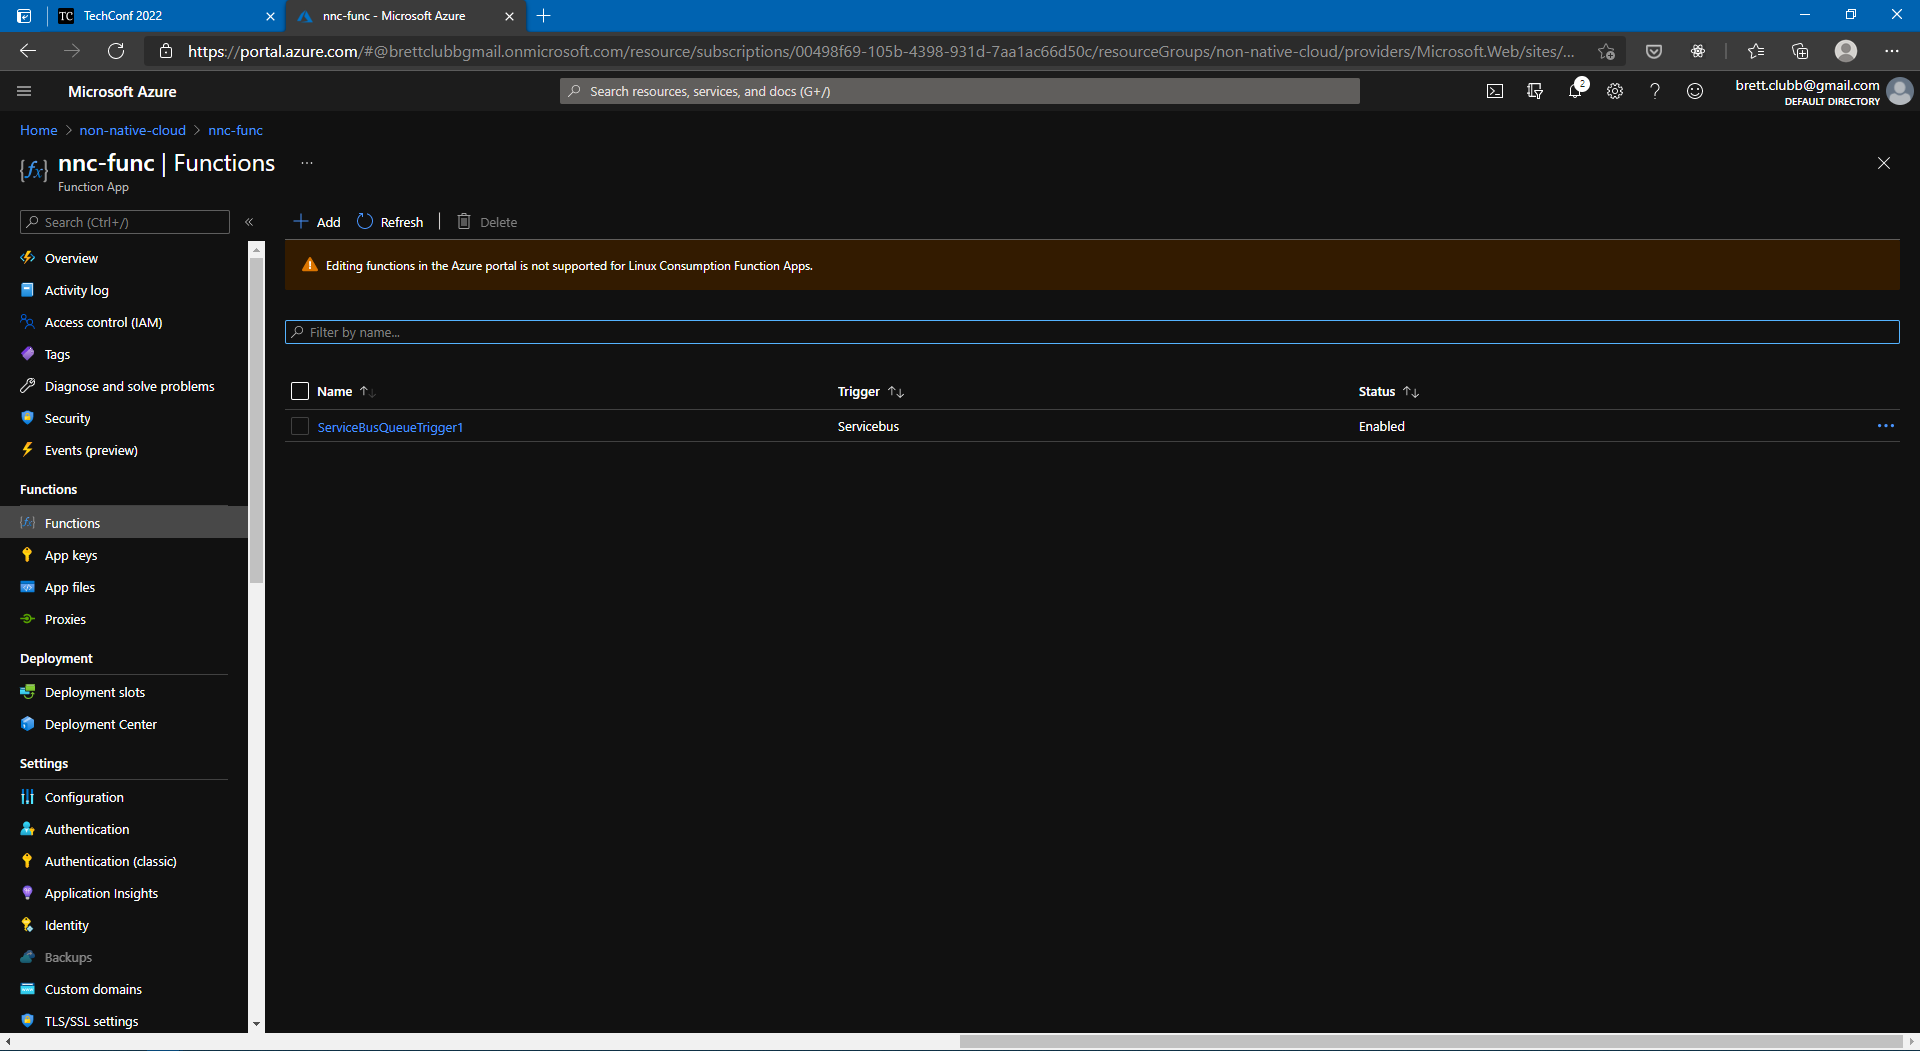 TC TechConf 2022
nnc-func - Microsoft Azure
https://portal.azure.com/#@brettclubbgmail.onmicrosoft.com/resource/subscriptions/00498f69-105b-4398-931d-7aa1ac66d50c/resourceGroups/non-native-cloud/providers/Microsoft.Web/sites/...
Microsoft Azure
Search resources, services, and docs (G+/)
2
brett.clubb@gmail.com
DEFAULT DIRECTORY
Home > non-native-cloud > nnc-func
nnc-func | Functions ...
Function App
Search (Ctrl+/)
«
Overview
Activity log
Access control (IAM)
Tags
Diagnose and solve problems
Security
Events (preview)
Functions
Functions
App keys
App files
Proxies
Deployment
Deployment slots
Deployment Center
Settings
Configuration
Authentication
Authentication (classic)
Application Insights
Identity
Backups
Custom domains
TLS/SSL settings
Add Refresh | Delete
Editing functions in the Azure portal is not supported for Linux Consumption Function Apps.
Filter by name...
Name Trigger Status
ServiceBusQueueTrigger1 Servicebus Enabled ...